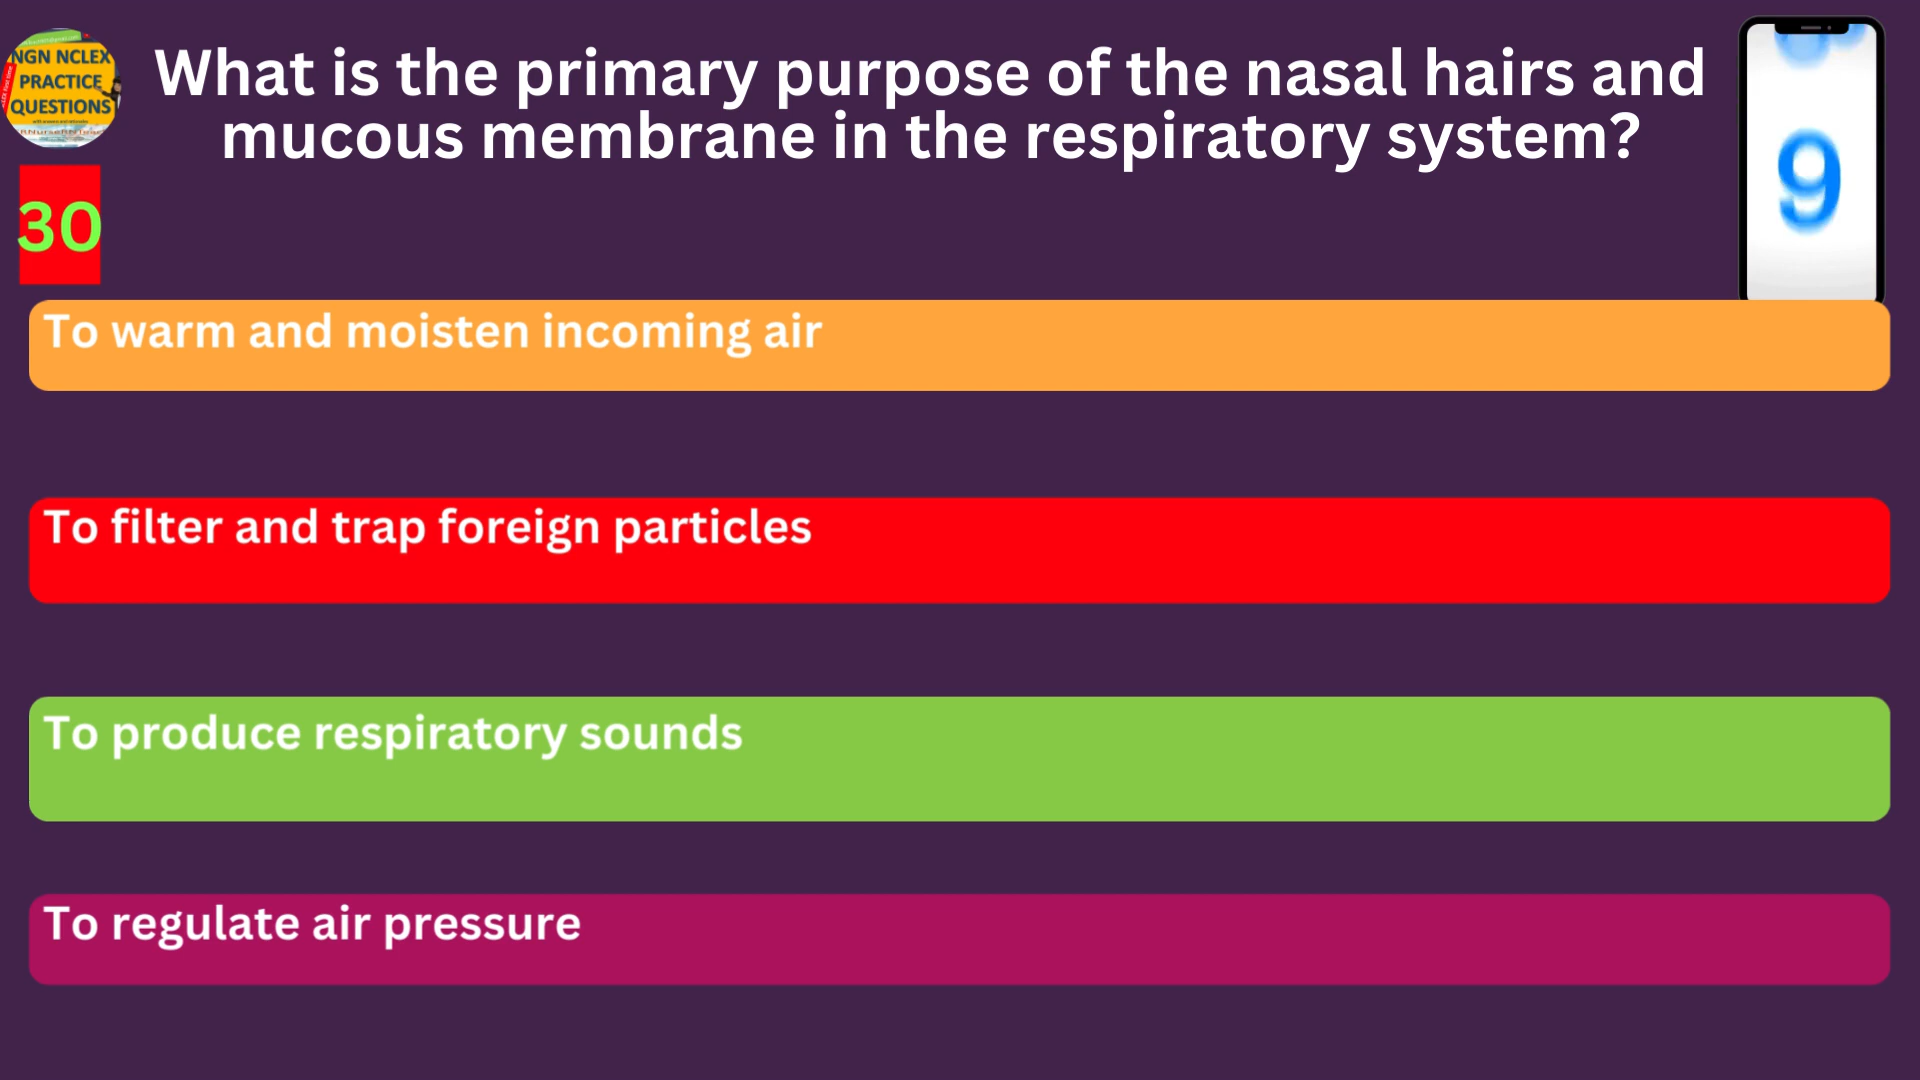 NGN NCLEX
PRACTICE
QUESTIONS
What is the primary purpose of the nasal hairs and
mucous membrane in the respiratory system?
9
30
To warm and moisten incoming air
To filter and trap foreign particles
To produce respiratory sounds
To regulate air pressure